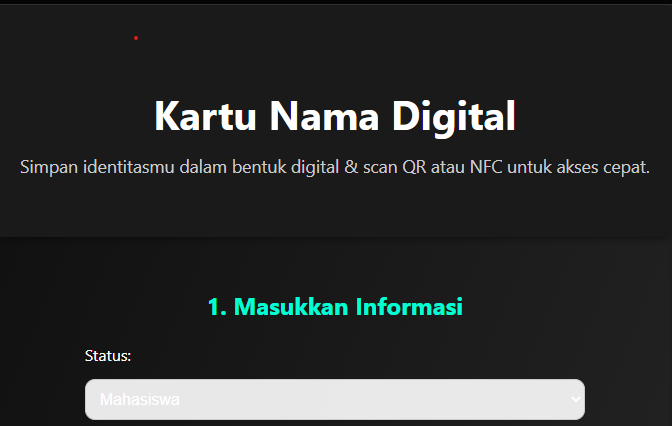 Kartu Nama Digital
Simpan identitasmu dalam bentuk digital & scan QR atau NFC untuk akses cepat.
1. Masukkan Informasi
Status:
Mahasiswa